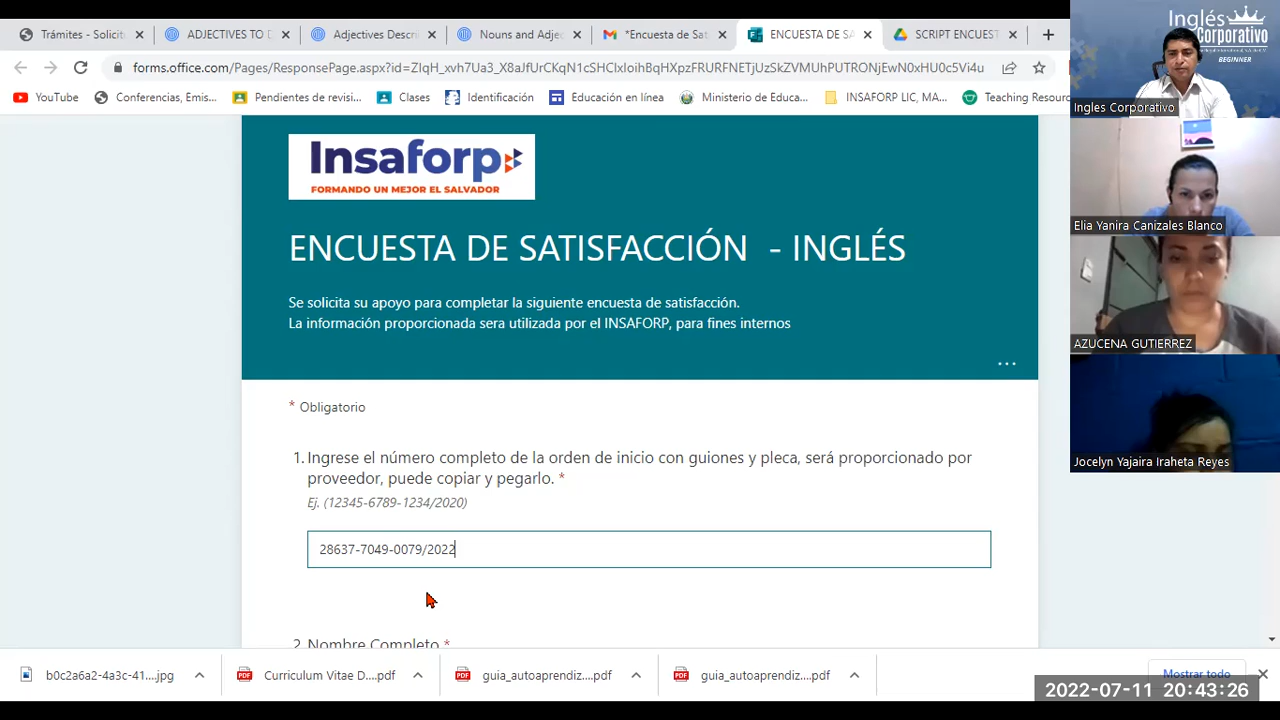 Trámites - Solicit
ADJECTIVES TO D
Adjectives Descri
Nouns and Adjec
*Encuesta de Sat
ENCUESTA DE SA
SCRIPT ENCUEST
forms.office.com/Pages/ResponsePage.aspx?
YouTube
Conferencias, Emis...
Pendientes de revisi...
Clases
Identificación
Educación en línea
Ministerio de Educa...
INSAFORP LIC, MA...
Teaching Resour
Insaforp
FORMANDO UN MEJOR EL SALVADOR
ENCUESTA DE SATISFACCIÓN - INGLÉS
Se solicita su apoyo para completar la siguiente encuesta de satisfacción.
La información proporcionada sera utilizada por el INSAFORP, para fines internos
...
* Obligatorio
1. Ingrese el número completo de la orden de inicio con guiones y pleca, será proporcionado por
proveedor, puede copiar y pegarlo. *
Ej. (12345-6789-1234/2020)
28637-7049-0079/2022
2. Nombre Completo *
b0c2a6a2-4a3c-41....jpg
Curriculum Vitae D....pdf
guia_autoaprendiz....pdf
guia_autoaprendiz....pdf
Mostrar todo
2022-07-11 20:43:26
Inglés
Corporativo
BEGINNER
Ingles Corporativo
Elia Yanira Canizales Blanco
AZUCENA GUTIERREZ
Jocelyn Yajaira Iraheta Reyes